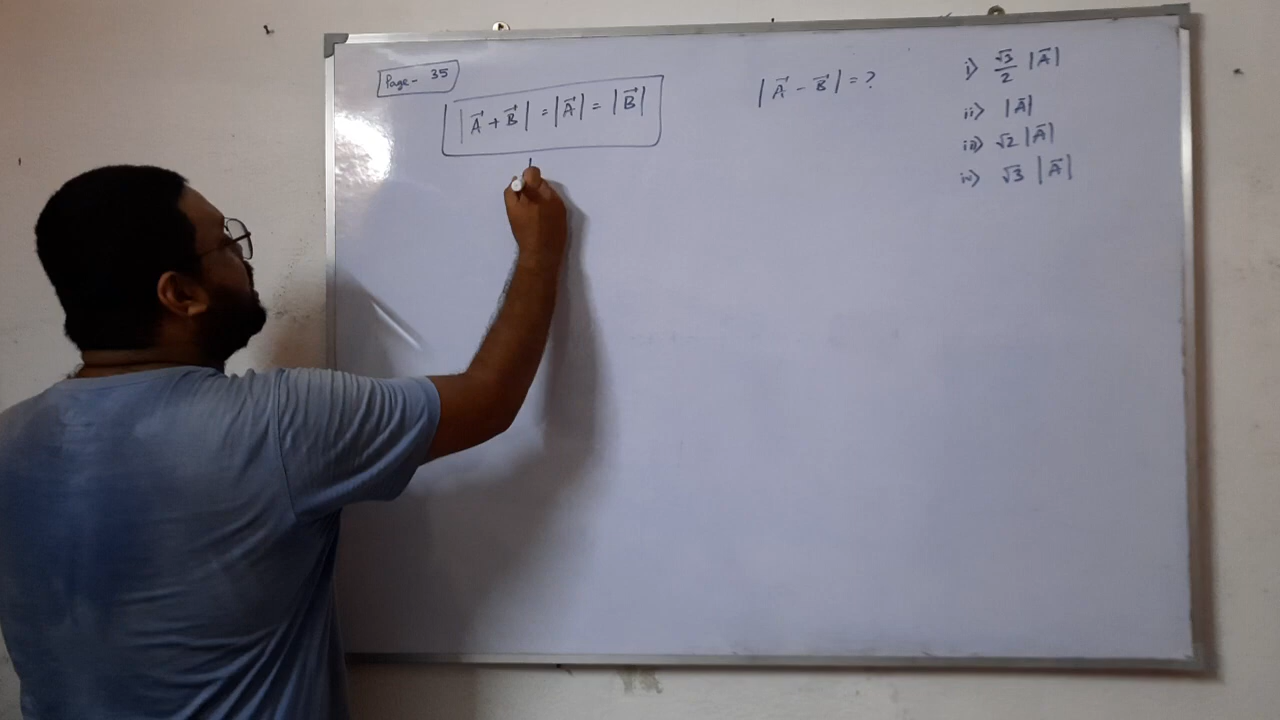 Page - 35
|A⃗ + B⃗| = |A⃗| = |B⃗|
|A⃗ - B⃗| = ?
i) √3/2 |A⃗|
ii) |A⃗|
iii) √2 |A⃗|
iv) √3 |A⃗|